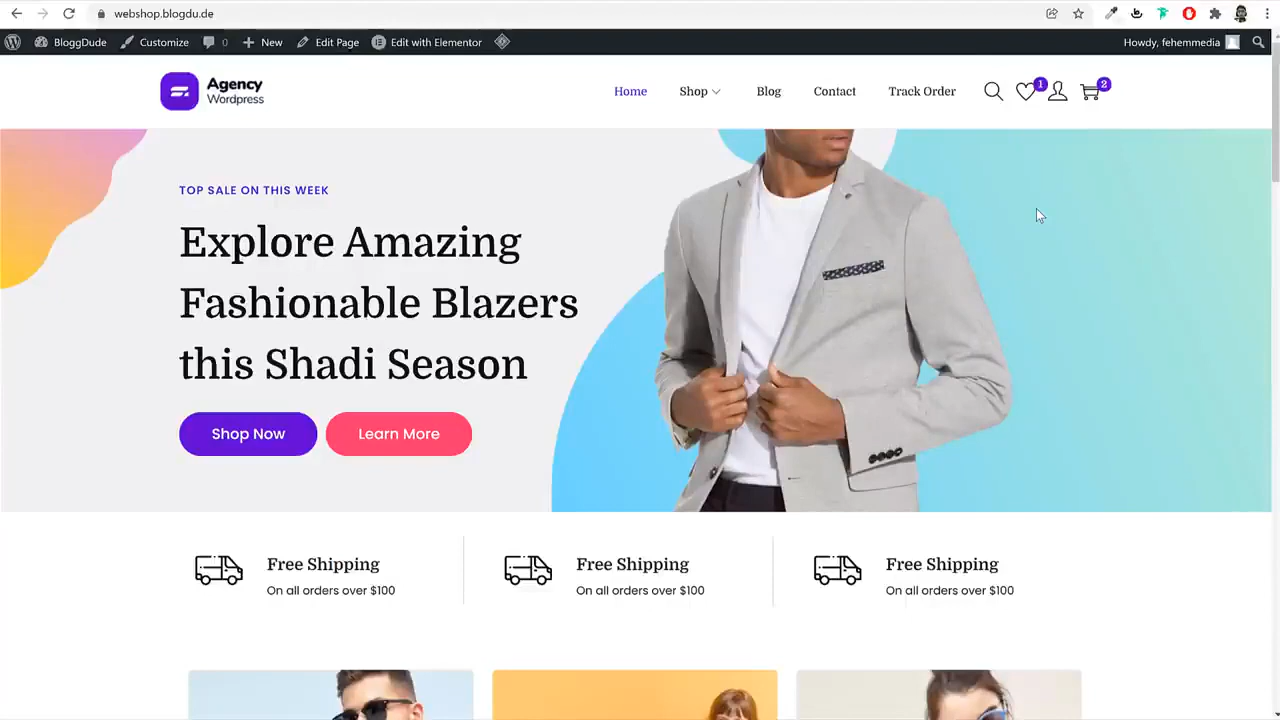 webshop.blogdu.de
BloggDude Customize 0 New Edit Page Edit with Elementor Howdy, fehemmedia
Agency
Wordpress
Home Shop Blog Contact Track Order 1 2
TOP SALE ON THIS WEEK
Explore Amazing
Fashionable Blazers
this Shadi Season
Shop Now Learn More
Free Shipping
On all orders over $100
Free Shipping
On all orders over $100
Free Shipping
On all orders over $100